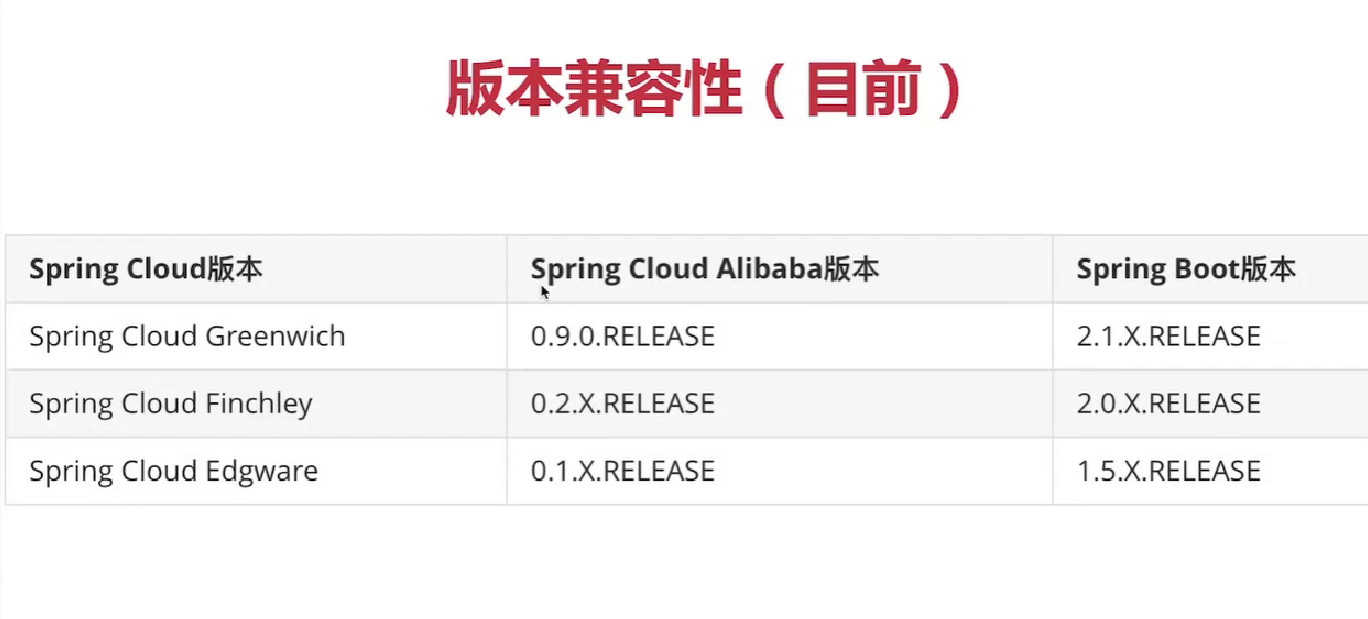 版本兼容性（目前）
Spring Cloud版本 Spring Cloud Alibaba版本 Spring Boot版本
Spring Cloud Greenwich 0.9.0.RELEASE 2.1.X.RELEASE
Spring Cloud Finchley 0.2.X.RELEASE 2.0.X.RELEASE
Spring Cloud Edgware 0.1.X.RELEASE 1.5.X.RELEASE